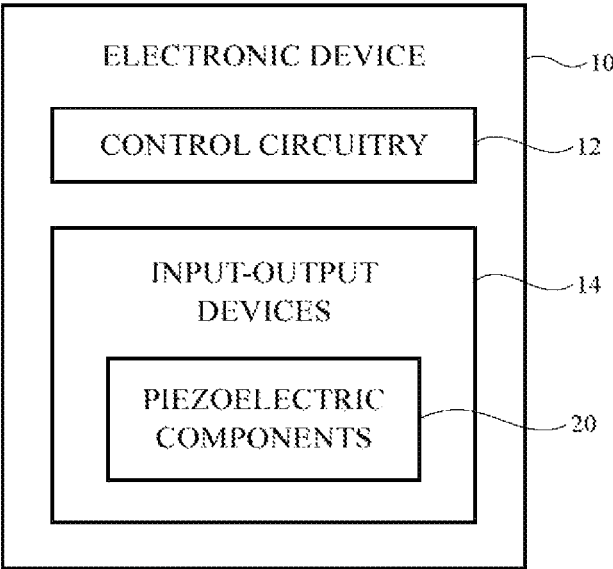 ELECTRONIC DEVICE
10
CONTROL CIRCUITRY
12
INPUT-OUTPUT
DEVICES
14
PIEZOELECTRIC
COMPONENTS
20